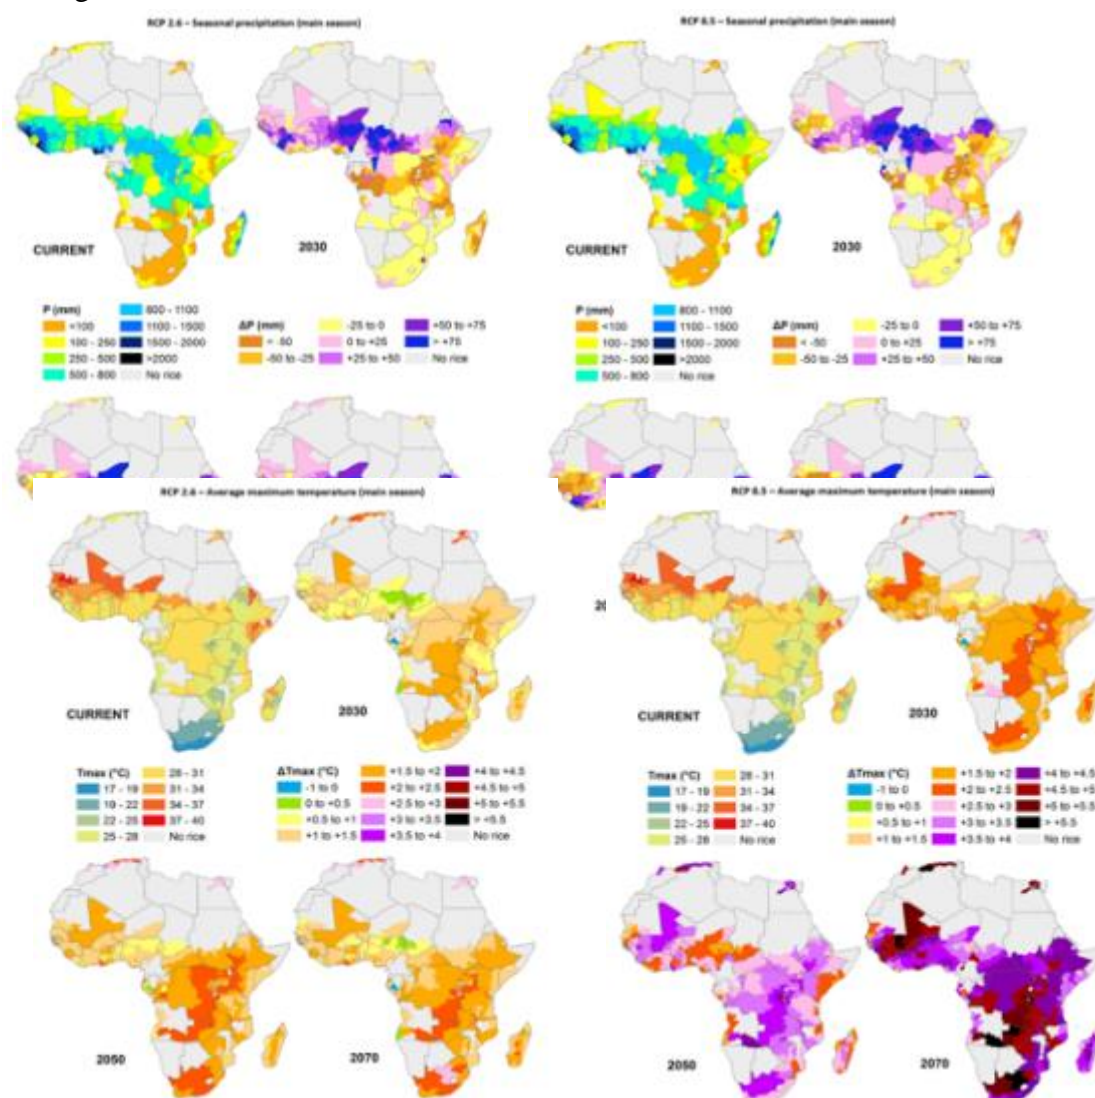 RCP 2.6 – Seasonal precipitation (main season)
CURRENT
2030
P (mm)
<100
100 - 250
250 - 500
500 - 800
800 - 1100
1100 - 1500
1500 - 2000
>2000
No rice
ΔP (mm)
< -50
-50 to -25
-25 to 0
0 to +25
+25 to +50
+50 to +75
> +75
No rice
RCP 8.5 – Seasonal precipitation (main season)
CURRENT
2030
P (mm)
<100
100 - 250
250 - 500
500 - 800
800 - 1100
1100 - 1500
1500 - 2000
>2000
No rice
ΔP (mm)
< -50
-50 to -25
-25 to 0
0 to +25
+25 to +50
+50 to +75
> +75
No rice
RCP 2.6 – Average maximum temperature (main season)
CURRENT
2030
Tmax (°C)
17 - 19
19 - 22
22 - 25
25 - 28
28 - 31
31 - 34
34 - 37
37 - 40
No rice
ΔTmax (°C)
-1 to 0
0 to +0.5
+0.5 to +1
+1 to +1.5
+1.5 to +2
+2 to +2.5
+2.5 to +3
+3 to +3.5
+3.5 to +4
+4 to +4.5
+4.5 to +5
+5 to +5.5
> +5.5
No rice
2050
2070
RCP 8.5 – Average maximum temperature (main season)
CURRENT
2030
Tmax (°C)
17 - 19
19 - 22
22 - 25
25 - 28
28 - 31
31 - 34
34 - 37
37 - 40
No rice
ΔTmax (°C)
-1 to 0
0 to +0.5
+0.5 to +1
+1 to +1.5
+1.5 to +2
+2 to +2.5
+2.5 to +3
+3 to +3.5
+3.5 to +4
+4 to +4.5
+4.5 to +5
+5 to +5.5
> +5.5
No rice
2050
2070